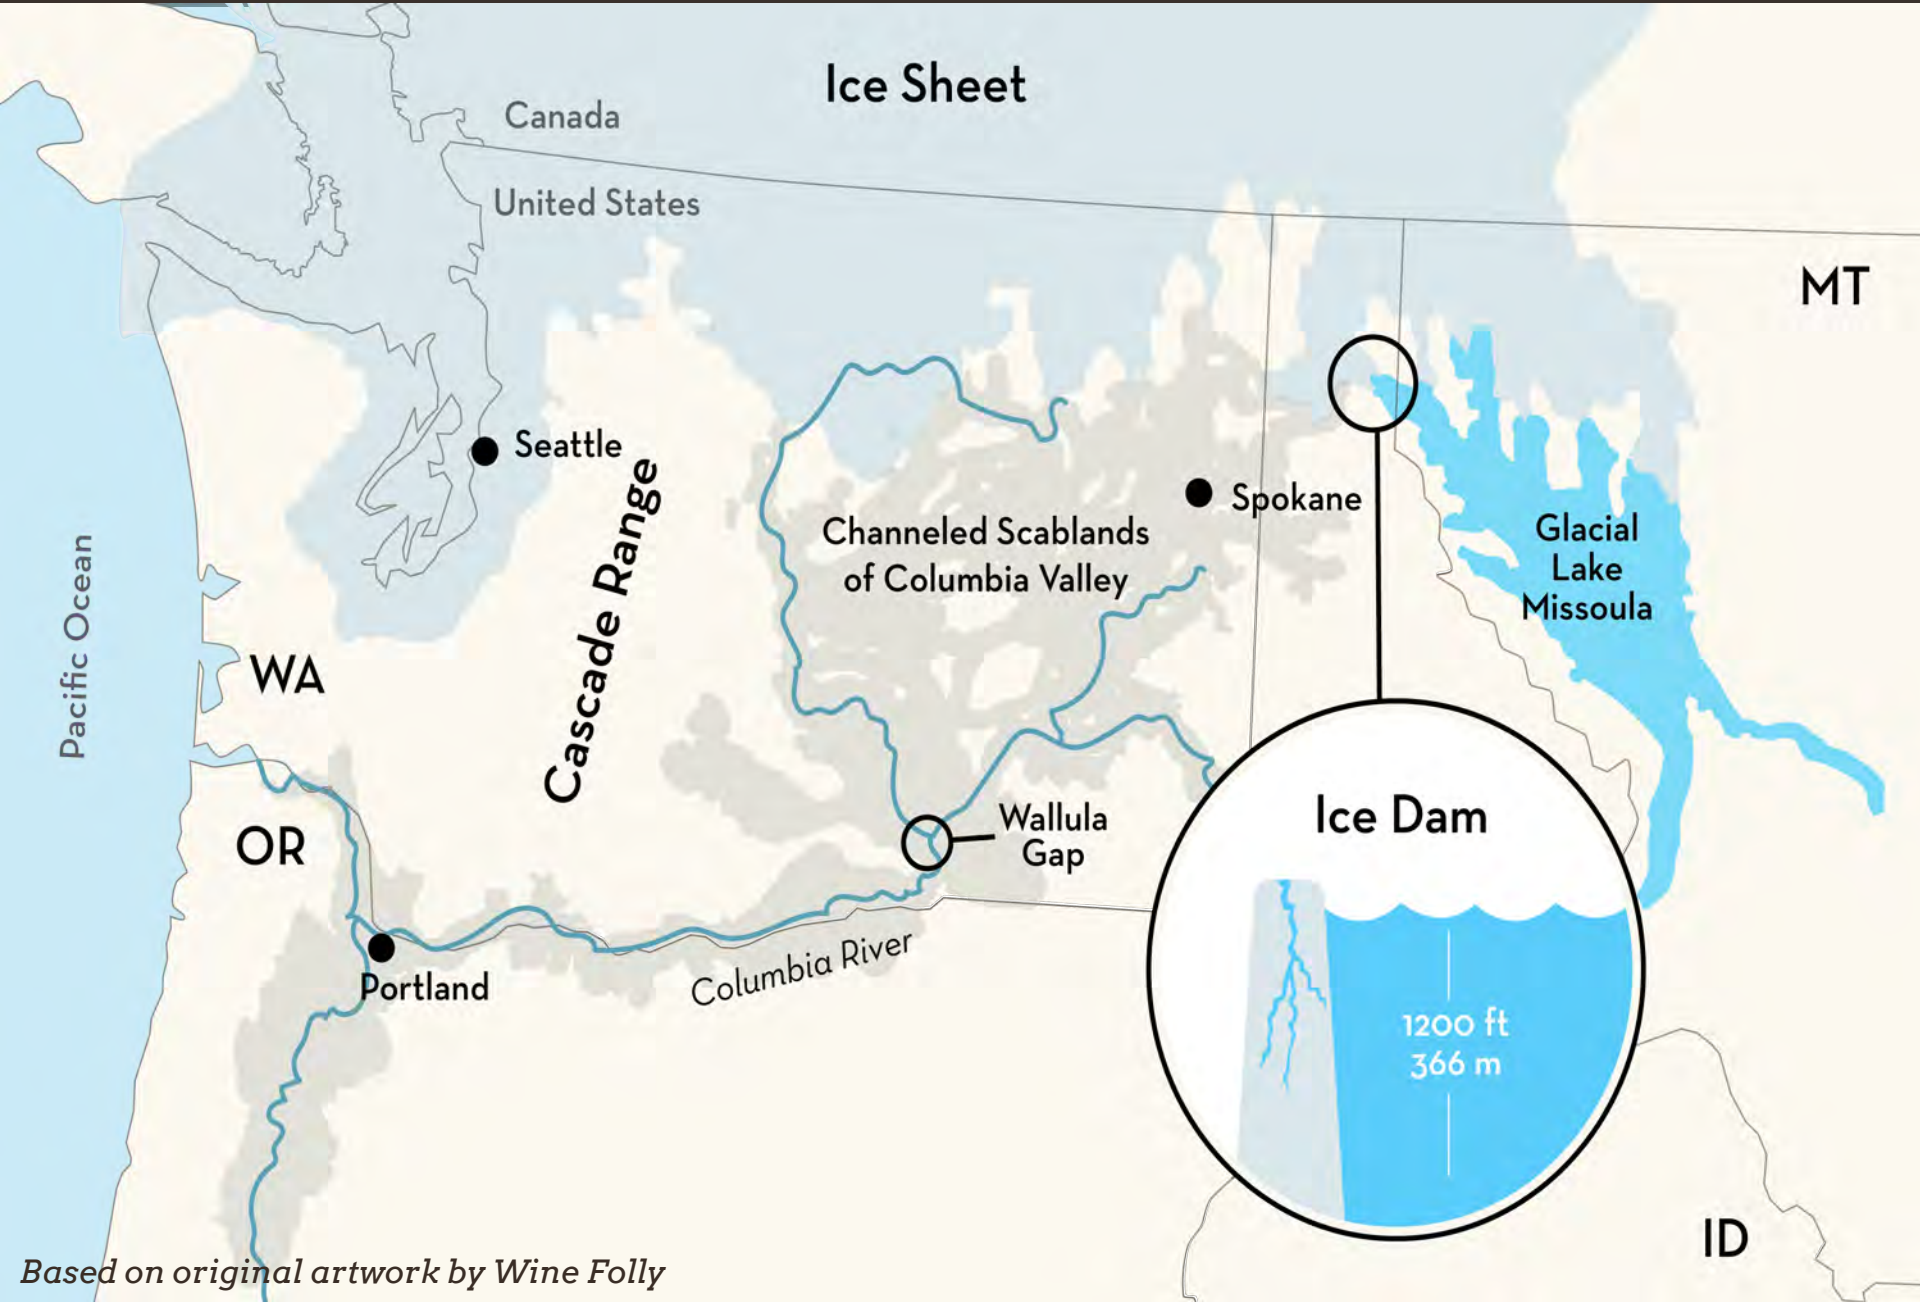 Ice Sheet
Canada
United States
MT
Seattle
Cascade Range
Spokane
Channeled Scablands
of Columbia Valley
Glacial
Lake
Missoula
Pacific Ocean
WA
OR
Wallula
Gap
Ice Dam
Portland
Columbia River
1200 ft
366 m
ID
Based on original artwork by Wine Folly